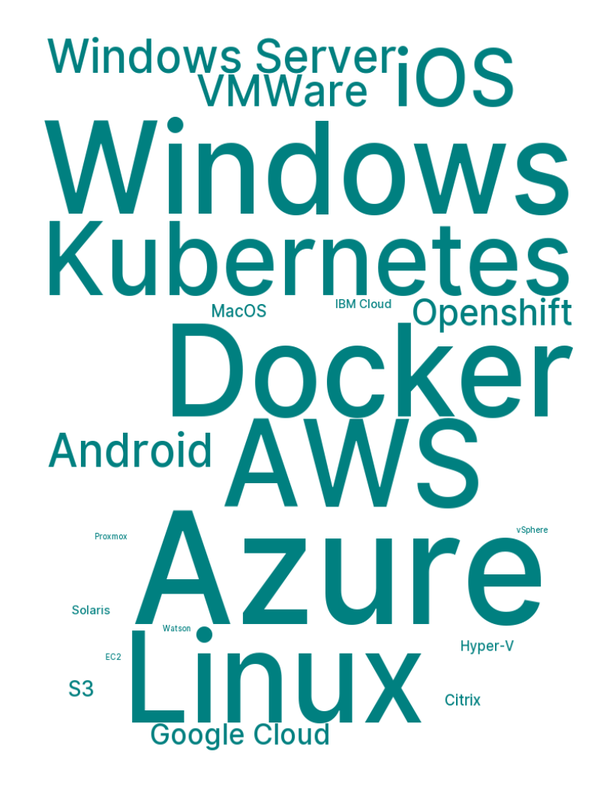 Windows Server
iOS
VMWare
Windows
Kubernetes
MacOS
IBM Cloud
Openshift
Docker
Android
AWS
Azure
Proxmox
vSphere
Solaris
Watson
Linux
Hyper-V
EC2
S3
Citrix
Google Cloud